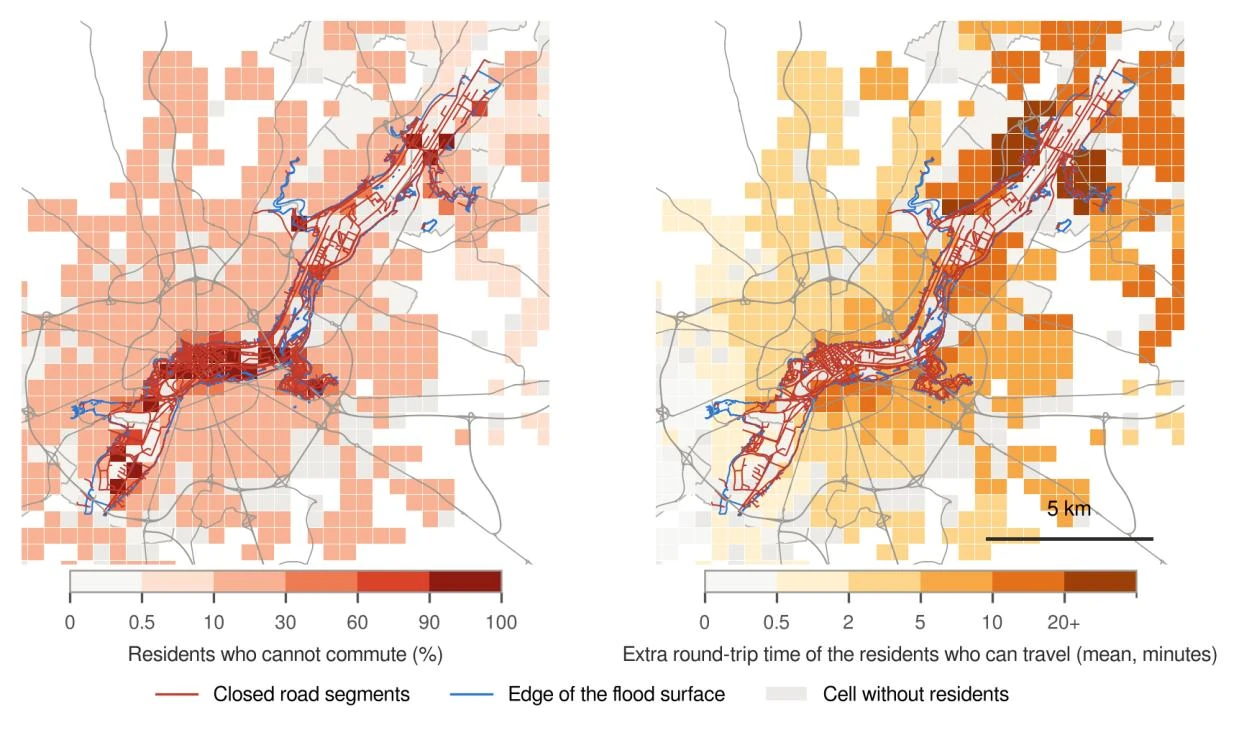 5 km
0 0.5 10 30 60 90 100
0 0.5 2 5 10 20+
Residents who cannot commute (%)
Extra round-trip time of the residents who can travel (mean, minutes)
Closed road segments
Edge of the flood surface
Cell without residents